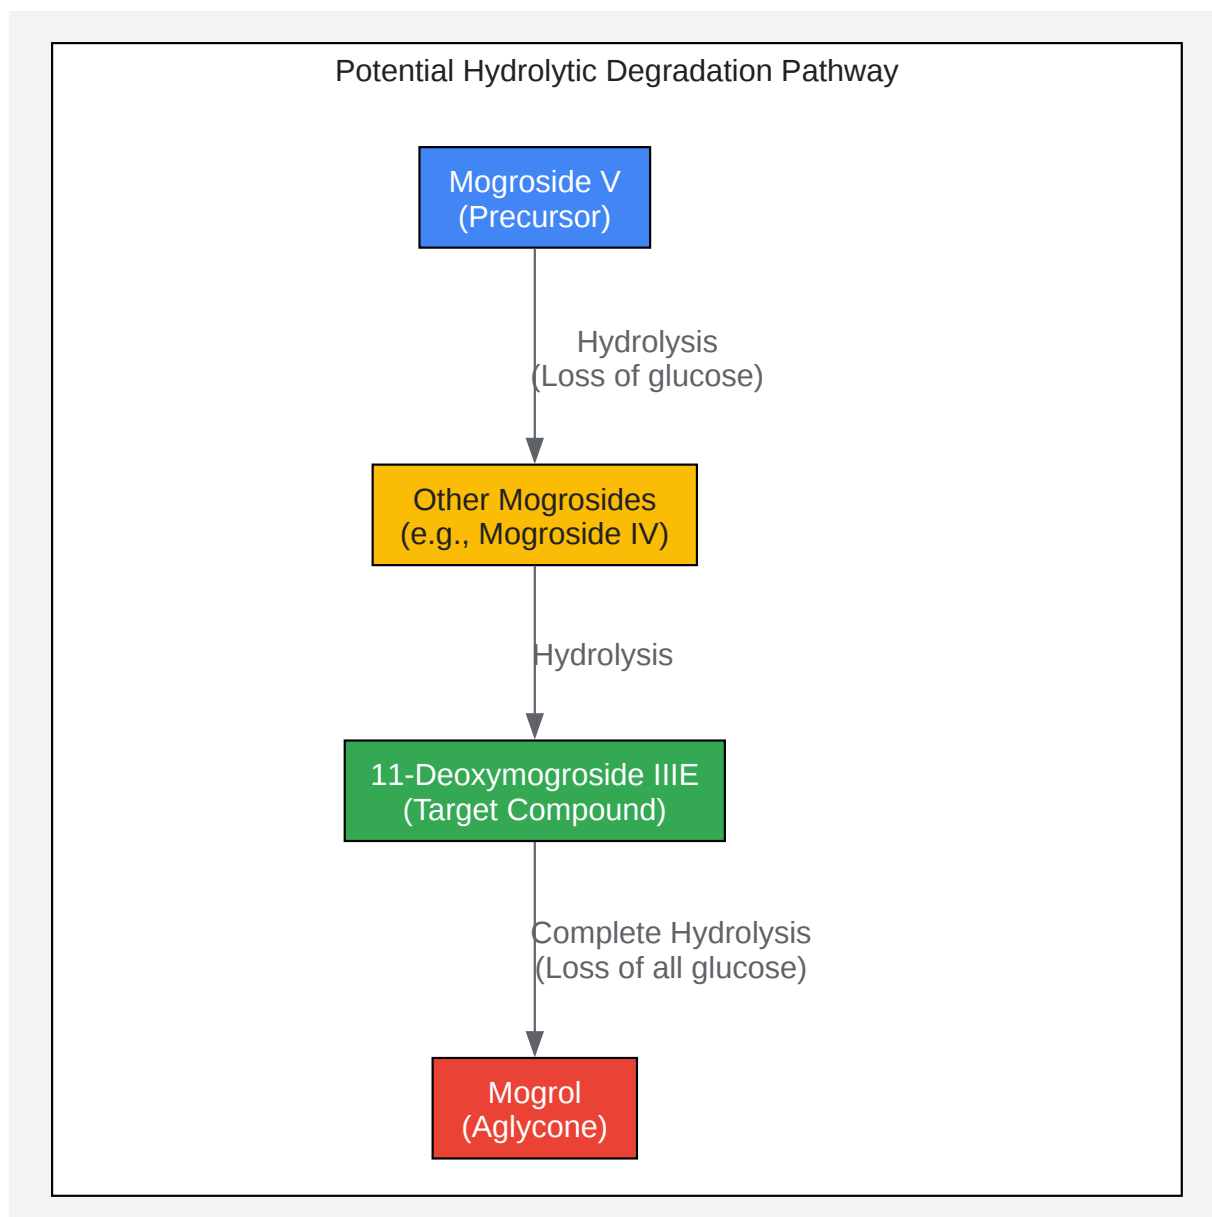 Potential Hydrolytic Degradation Pathway
Mogroside V
(Precursor)
Hydrolysis
(Loss of glucose)
Other Mogrosides
(e.g., Mogroside IV)
Hydrolysis
11-Deoxymogroside IIIE
(Target Compound)
Complete Hydrolysis
(Loss of all glucose)
Mogrol
(Aglycone)